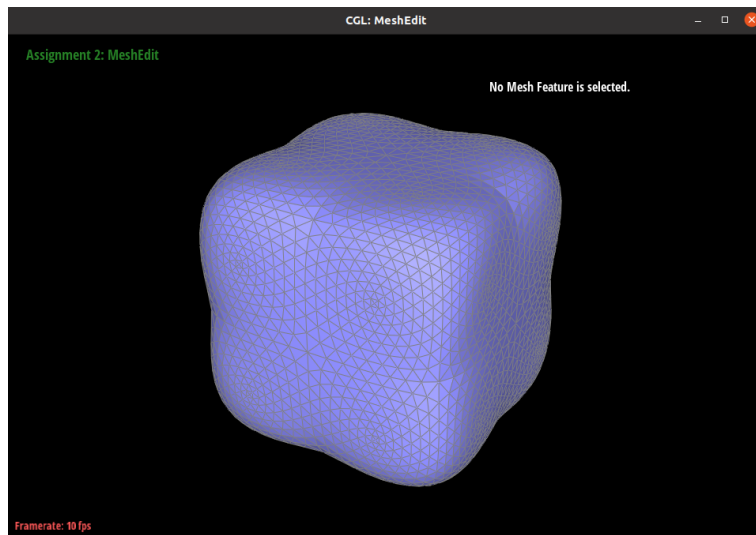 CGL: MeshEdit
Assignment 2: MeshEdit
No Mesh Feature is selected.
Framerate: 10 fps